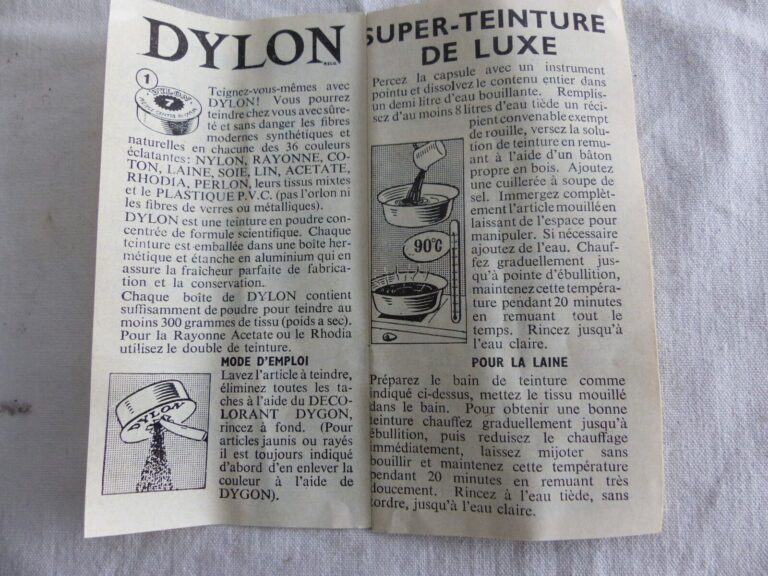 DYLON
REGD.
1
DYLON
7
Teignez-vous-mêmes avec
DYLON! Vous pourrez
teindre chez vous avec sûre-
té et sans danger les fibres
modernes synthétiques et
naturelles en chacune des 36 couleurs
éclatantes: NYLON, RAYONNE, CO-
TON, LAINE, SOIE, LIN, ACETATE,
RHODIA, PERLON, leurs tissus mixtes
et le PLASTIQUE P.V.C. (pas l'orlon ni
les fibres de verres ou métalliques).
DYLON est une teinture en poudre con-
centrée de formule scientifique. Chaque
teinture est emballée dans une boîte her-
métique et étanche en aluminium qui en
assure la fraîcheur parfaite de fabrica-
tion et la conservation.
Chaque boîte de DYLON contient
suffisamment de poudre pour teindre au
moins 300 grammes de tissu (poids a sec).
Pour la Rayonne Acetate ou le Rhodia
utilisez le double de teinture.
MODE D'EMPLOI
DYLON
Lavez l'article à teindre,
éliminez toutes les ta-
ches à l'aide du DECO-
LORANT DYGON,
rincez à fond. (Pour
articles jaunis ou rayés
il est toujours indiqué
d'abord d'en enlever la
couleur à l'aide de
DYGON).
SUPER-TEINTURE
DE LUXE
Percez la capsule avec un instrument
pointu et dissolvez le contenu entier dans
un demi litre d'eau bouillante. Remplis-
sez d'au moins 8 litres d'eau tiède un réci-
pient convenable exempt
de rouille, versez la solu-
tion de teinture en remu-
ant à l'aide d'un bâton
propre en bois. Ajoutez
une cuillerée à soupe de
sel. Immergez complèt-
ement l'article mouillé en
laissant de l'espace pour
manipuler. Si nécessaire
ajoutez de l'eau. Chauf-
fez graduellement jus-
qu'à pointe d'ébullition,
maintenez cette tempéra-
ture pendant 20 minutes
en remuant tout le
temps. Rincez jusqu'à
l'eau claire.
90°C
POUR LA LAINE
Préparez le bain de teinture comme
indiqué ci-dessus, mettez le tissu mouillé
dans le bain. Pour obtenir une bonne
teinture chauffez graduellement jusqu'à
ébullition, puis reduisez le chauffage
immédiatement, laissez mijoter sans
bouillir et maintenez cette température
pendant 20 minutes en remuant très
doucement. Rincez à l'eau tiède, sans
tordre, jusqu'à l'eau claire.